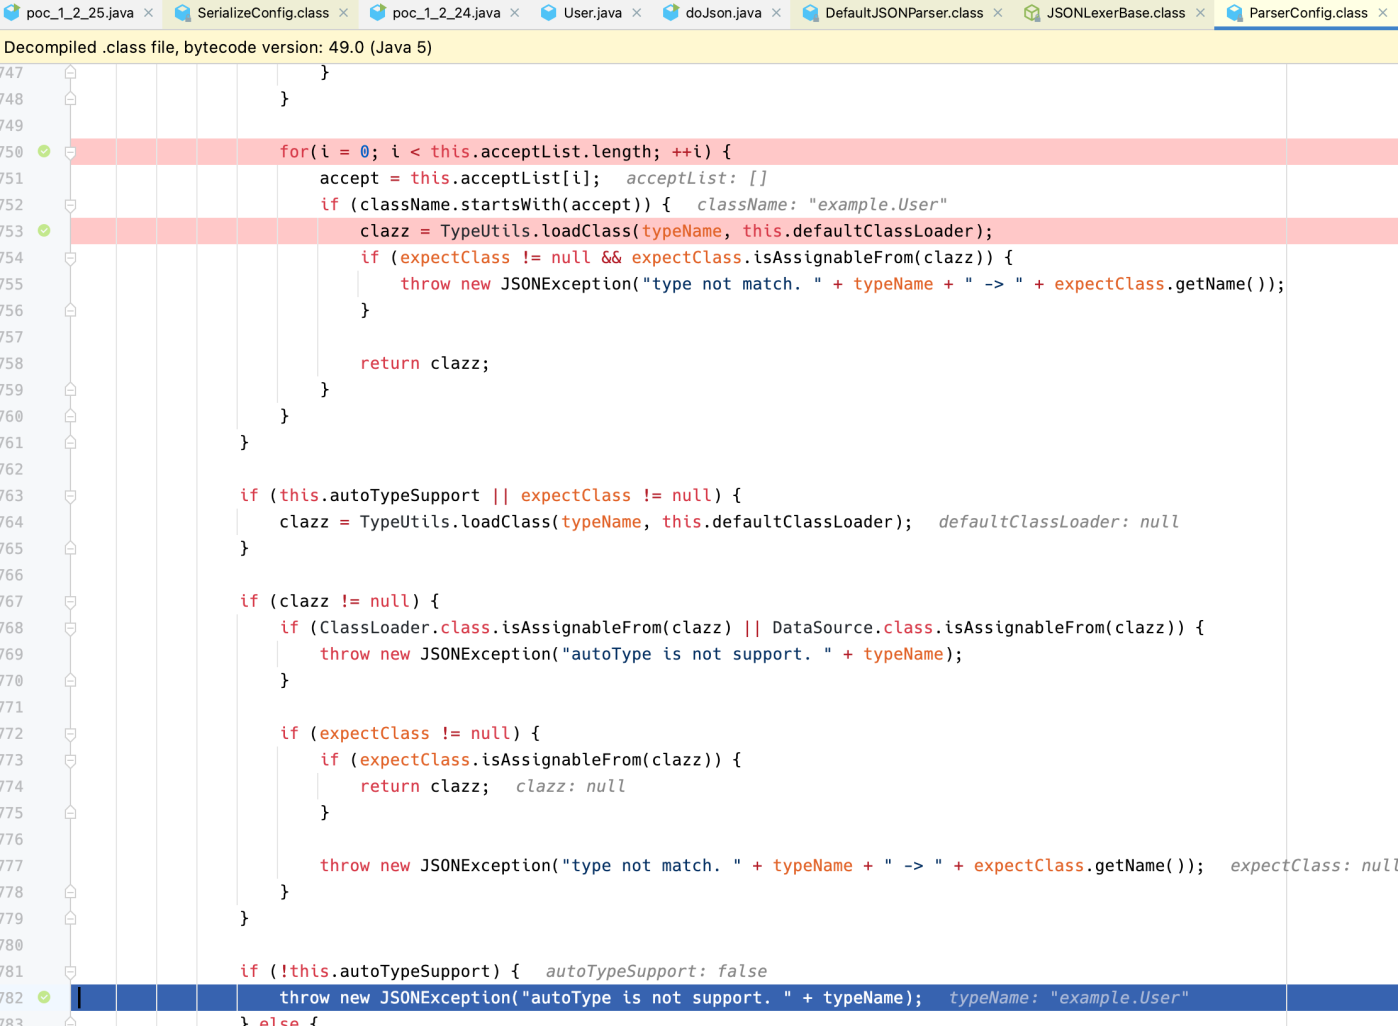 poc_1_2_25.java × SerializeConfig.class × poc_1_2_24.java × User.java × doJson.java × DefaultJSONParser.class × JSONLexerBase.class × ParserConfig.class ×
Decompiled .class file, bytecode version: 49.0 (Java 5)
747 }
748 }
749
750 for(i = 0; i < this.acceptList.length; ++i) {
751 accept = this.acceptList[i]; acceptList: []
752 if (className.startsWith(accept)) { className: "example.User"
753 clazz = TypeUtils.loadClass(typeName, this.defaultClassLoader);
754 if (expectClass != null && expectClass.isAssignableFrom(clazz)) {
755 throw new JSONException("type not match. " + typeName + " -> " + expectClass.getName());
756 }
757
758 return clazz;
759 }
760 }
761 }
762
763 if (this.autoTypeSupport || expectClass != null) {
764 clazz = TypeUtils.loadClass(typeName, this.defaultClassLoader); defaultClassLoader: null
765 }
766
767 if (clazz != null) {
768 if (ClassLoader.class.isAssignableFrom(clazz) || DataSource.class.isAssignableFrom(clazz)) {
769 throw new JSONException("autoType is not support. " + typeName);
770 }
771
772 if (expectClass != null) {
773 if (expectClass.isAssignableFrom(clazz)) {
774 return clazz; clazz: null
775 }
776
777 throw new JSONException("type not match. " + typeName + " -> " + expectClass.getName()); expectClass: null
778 }
779 }
780
781 if (!this.autoTypeSupport) { autoTypeSupport: false
782 throw new JSONException("autoType is not support. " + typeName); typeName: "example.User"
783 } else {